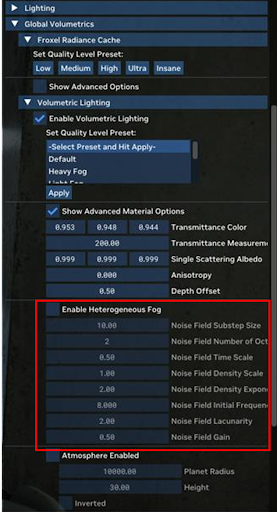 Lighting
Global Volumetrics
Froxel Radiance Cache
Set Quality Level Preset:
Low Medium High Ultra Insane
Show Advanced Options
Volumetric Lighting
Enable Volumetric Lighting
Set Quality Level Preset:
-Select Preset and Hit Apply-
Default
Heavy Fog
Light Fog
Apply
Show Advanced Material Options
0.953 0.948 0.944 Transmittance Color
200.00 Transmittance Measureme
0.999 0.999 0.999 Single Scattering Albedo
0.000 Anisotropy
0.50 Depth Offset
Enable Heterogeneous Fog
10.00 Noise Field Substep Size
2 Noise Field Number of Oct
0.50 Noise Field Time Scale
1.00 Noise Field Density Scale
2.00 Noise Field Density Expone
8.000 Noise Field Initial Frequenc
2.00 Noise Field Lacunarity
0.50 Noise Field Gain
Atmosphere Enabled
10000.00 Planet Radius
30.00 Height
Inverted